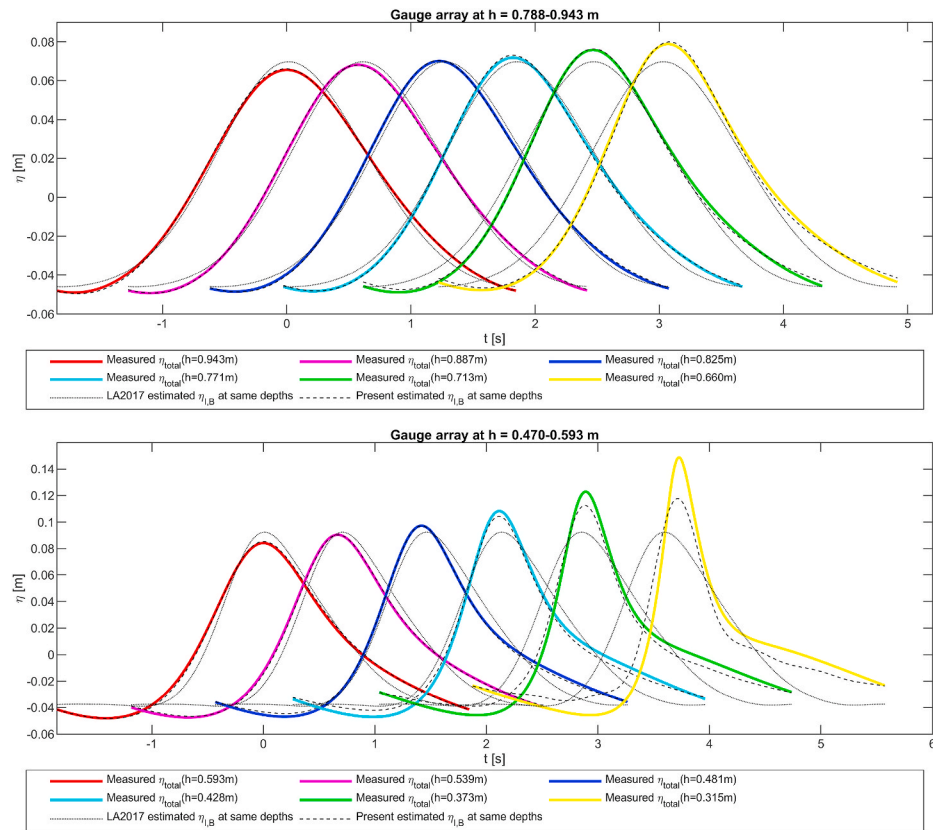 Gauge array at h = 0.788-0.943 m
0.08
0.06
0.04
0.02
0
-0.02
-0.04
-0.06
η [m]
-1 0 1 2 3 4 5
t [s]
Measured η_total(h=0.943m) Measured η_total(h=0.887m) Measured η_total(h=0.825m)
Measured η_total(h=0.771m) Measured η_total(h=0.713m) Measured η_total(h=0.660m)
LA2017 estimated η_I,B at same depths Present estimated η_I,B at same depths
Gauge array at h = 0.470-0.593 m
0.14
0.12
0.1
0.08
0.06
0.04
0.02
0
-0.02
-0.04
-0.06
η [m]
-1 0 1 2 3 4 5 6
t [s]
Measured η_total(h=0.593m) Measured η_total(h=0.539m) Measured η_total(h=0.481m)
Measured η_total(h=0.428m) Measured η_total(h=0.373m) Measured η_total(h=0.315m)
LA2017 estimated η_I,B at same depths Present estimated η_I,B at same depths